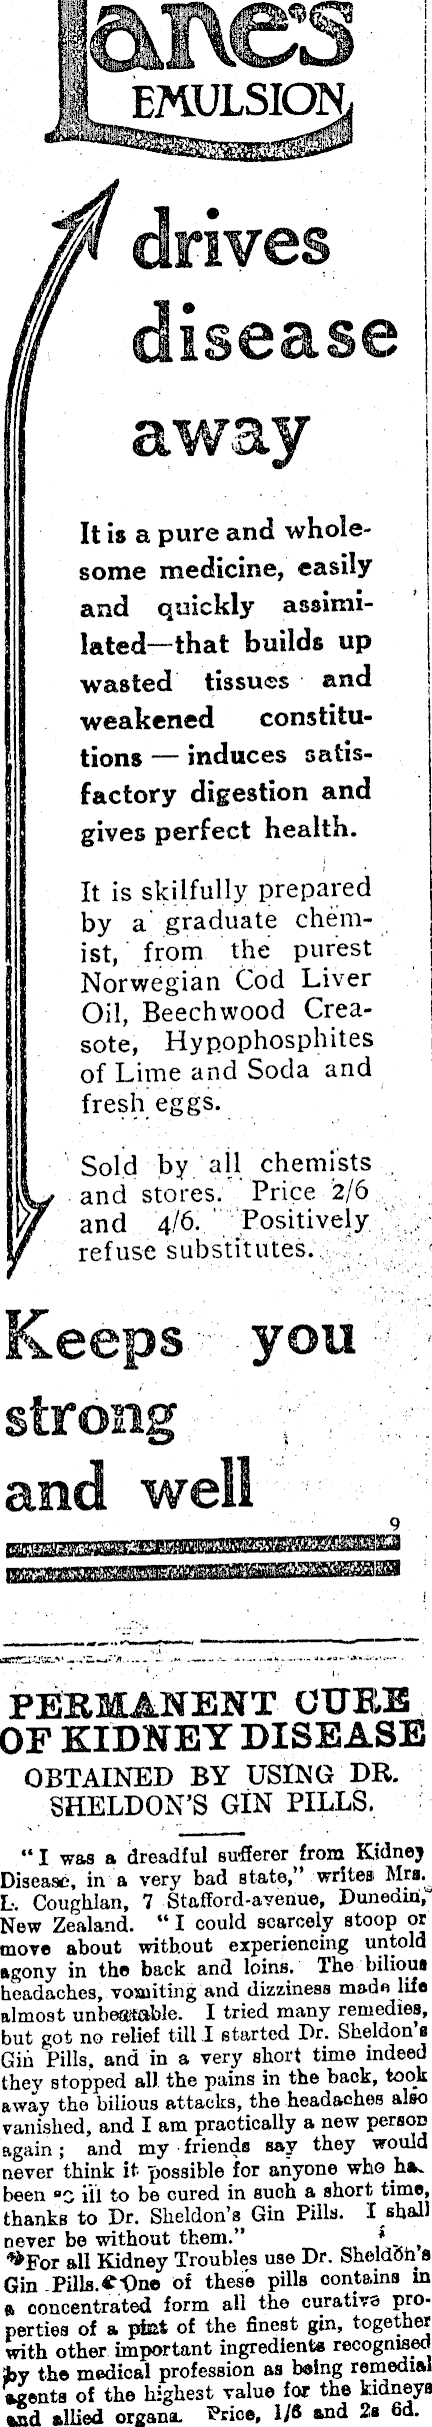 Lane's
EMULSION
drives
disease
away
It is a pure and whole-
some medicine, easily
and quickly assimi-
lated—that builds up
wasted tissues and
weakened constitu-
tions — induces satis-
factory digestion and
gives perfect health.
It is skilfully prepared
by a graduate chem-
ist, from the purest
Norwegian Cod Liver
Oil, Beechwood Crea-
sote, Hypophosphites
of Lime and Soda and
fresh eggs.
Sold by all chemists
and stores. Price 2/6
and 4/6. Positively
refuse substitutes.
Keeps you
strong
and well
9
PERMANENT CURE
OF KIDNEY DISEASE
OBTAINED BY USING DR.
SHELDON'S GIN PILLS.
"I was a dreadful sufferer from Kidney
Disease, in a very bad state," writes Mrs.
L. Coughlan, 7 Stafford-avenue, Dunedin,
New Zealand. "I could scarcely stoop or
move about without experiencing untold
agony in the back and loins. The bilious
headaches, vomiting and dizziness made life
almost unbearable. I tried many remedies,
but got no relief till I started Dr. Sheldon's
Gin Pills, and in a very short time indeed
they stopped all the pains in the back, took
away the bilious attacks, the headaches also
vanished, and I am practically a new person
again; and my friends say they would
never think it possible for anyone who has
been so ill to be cured in such a short time,
thanks to Dr. Sheldon's Gin Pills. I shall
never be without them."
For all Kidney Troubles use Dr. Sheldon's
Gin Pills. One of these pills contains in
a concentrated form all the curative pro-
perties of a pint of the finest gin, together
with other important ingredients recognised
by the medical profession as being remedial
agents of the highest value for the kidneys
and allied organs. Price, 1/6 and 2s 6d.